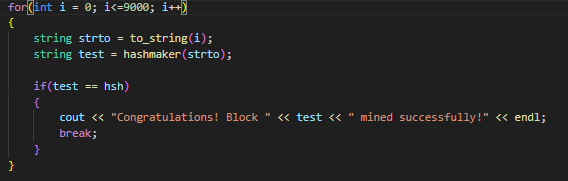 for(int i = 0; i<=9000; i++)
{
    string strto = to_string(i);
    string test = hashmaker(strto);

    if(test == hsh)
    {
        cout << "Congratulations! Block " << test << " mined successfully!" << endl;
        break;
    }
}